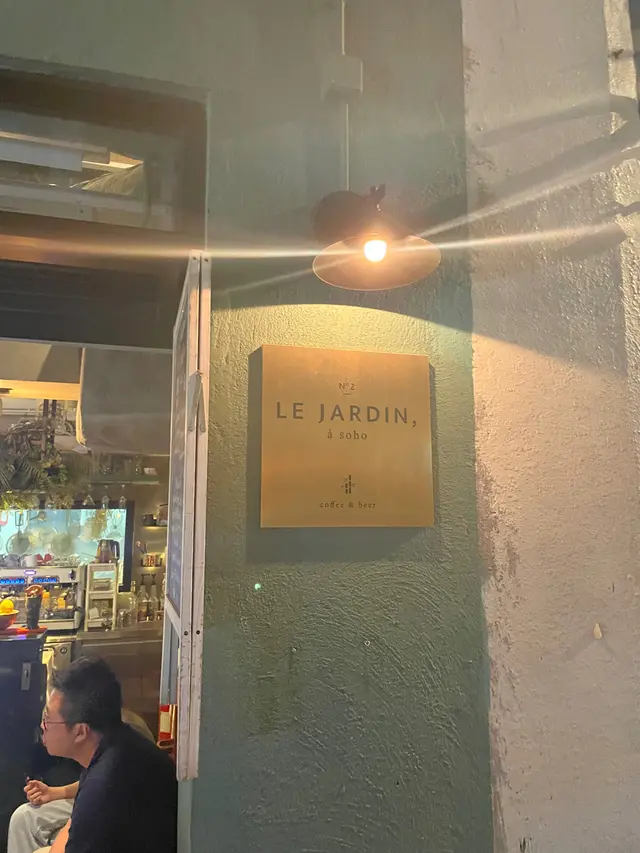 Nº2
LE JARDIN,
à soho
coffee & beer